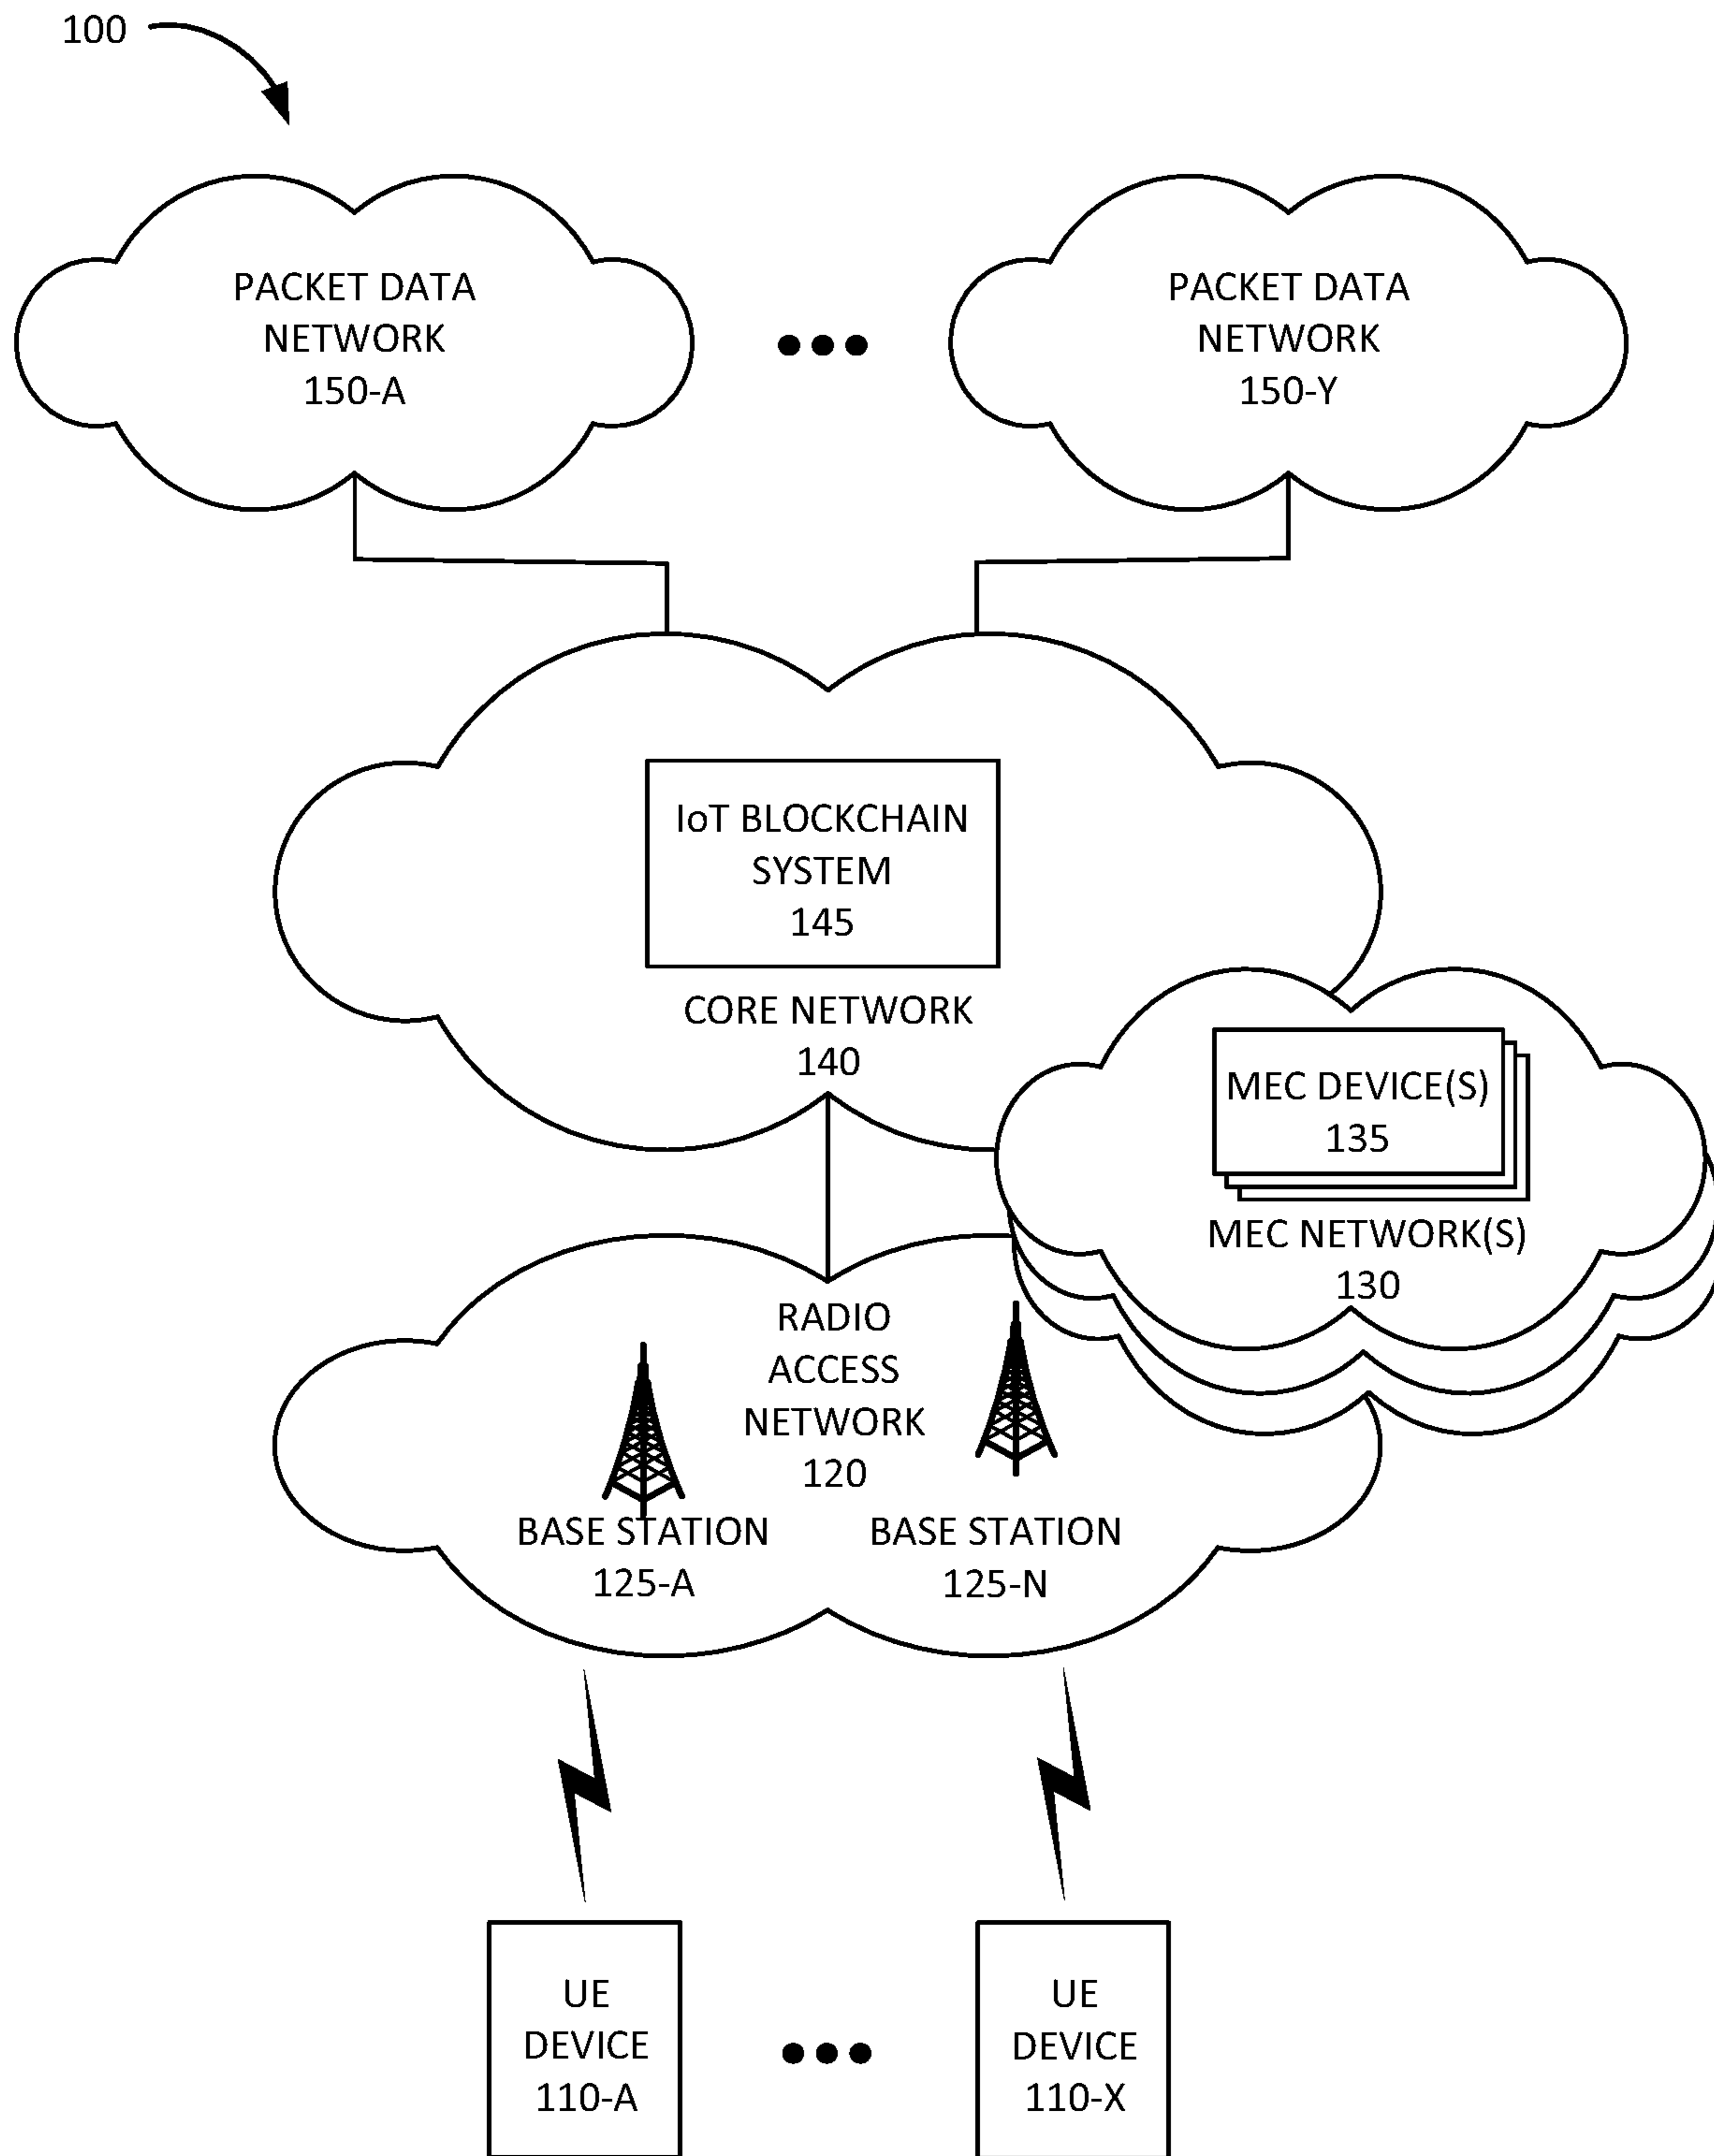 100
PACKET DATA
NETWORK
150-A
PACKET DATA
NETWORK
150-Y
IoT BLOCKCHAIN
SYSTEM
145
CORE NETWORK
140
MEC DEVICE(S)
135
MEC NETWORK(S)
130
RADIO
ACCESS
NETWORK
120
BASE STATION
125-A
BASE STATION
125-N
UE
DEVICE
110-A
UE
DEVICE
110-X